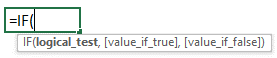 =IF(
IF(logical_test, [value_if_true], [value_if_false])